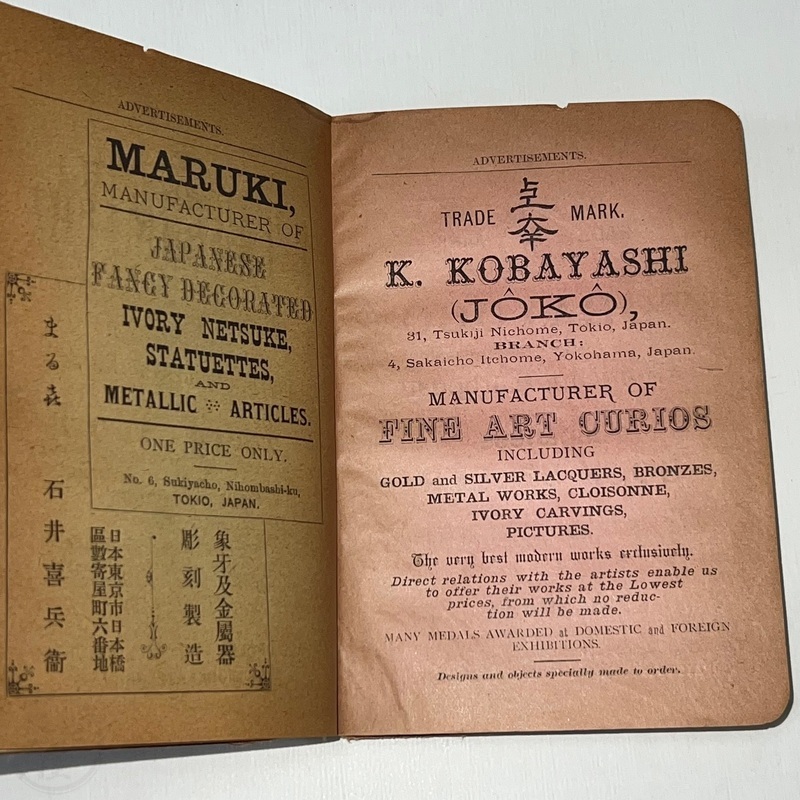 ADVERTISEMENTS.
MARUKI,
MANUFACTURER OF
JAPANESE
FANCY DECORATED
IVORY NETSUKE,
STATUETTES,
AND
METALLIC ARTICLES.
ONE PRICE ONLY.
No. 6, Sukiyacho, Nihombashi-ku,
TOKIO, JAPAN.
象牙及金屬器
彫刻製造
日本東京市日本橋
區數寄屋町六番地
まる㐂
石井喜兵衞
ADVERTISEMENTS.
TRADE MARK.
K. KOBAYASHI
(JÔKÔ),
31, Tsukiji Nichome, Tokio, Japan.
BRANCH:
4, Sakaicho Itchome, Yokohama, Japan.
MANUFACTURER OF
FINE ART CURIOS
INCLUDING
GOLD and SILVER LACQUERS, BRONZES,
METAL WORKS, CLOISONNE,
IVORY CARVINGS,
PICTURES.
The very best modern works exclusively.
Direct relations with the artists enable us
to offer their works at the Lowest
prices, from which no reduc-
tion will be made.
MANY MEDALS AWARDED at DOMESTIC and FOREIGN
EXHIBITIONS.
Designs and objects specially made to order.